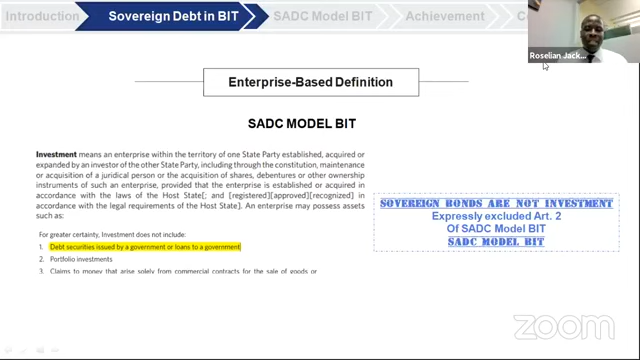 Introduction
Sovereign Debt in BIT
SADC Model BIT
Achievement
Roselian Jack...
Enterprise-Based Definition
SADC MODEL BIT
Investment means an enterprise within the territory of one State Party established, acquired or
expanded by an investor of the other State Party, including through the constitution, maintenance
or acquisition of a juridical person or the acquisition of shares, debentures or other ownership
instruments of such an enterprise, provided that the enterprise is established or acquired in
accordance with the laws of the Host State[; and [registered][approved][recognized] in
accordance with the legal requirements of the Host State]. An enterprise may possess assets
such as:
For greater certainty, Investment does not include:
1. Debt securities issued by a government or loans to a government
2. Portfolio investments
3. Claims to money that arise solely from commercial contracts for the sale of goods or
SOVEREIGN BONDS ARE NOT INVESTMENT
Expressly excluded Art. 2
Of SADC Model BIT
SADC MODEL BIT
zoom